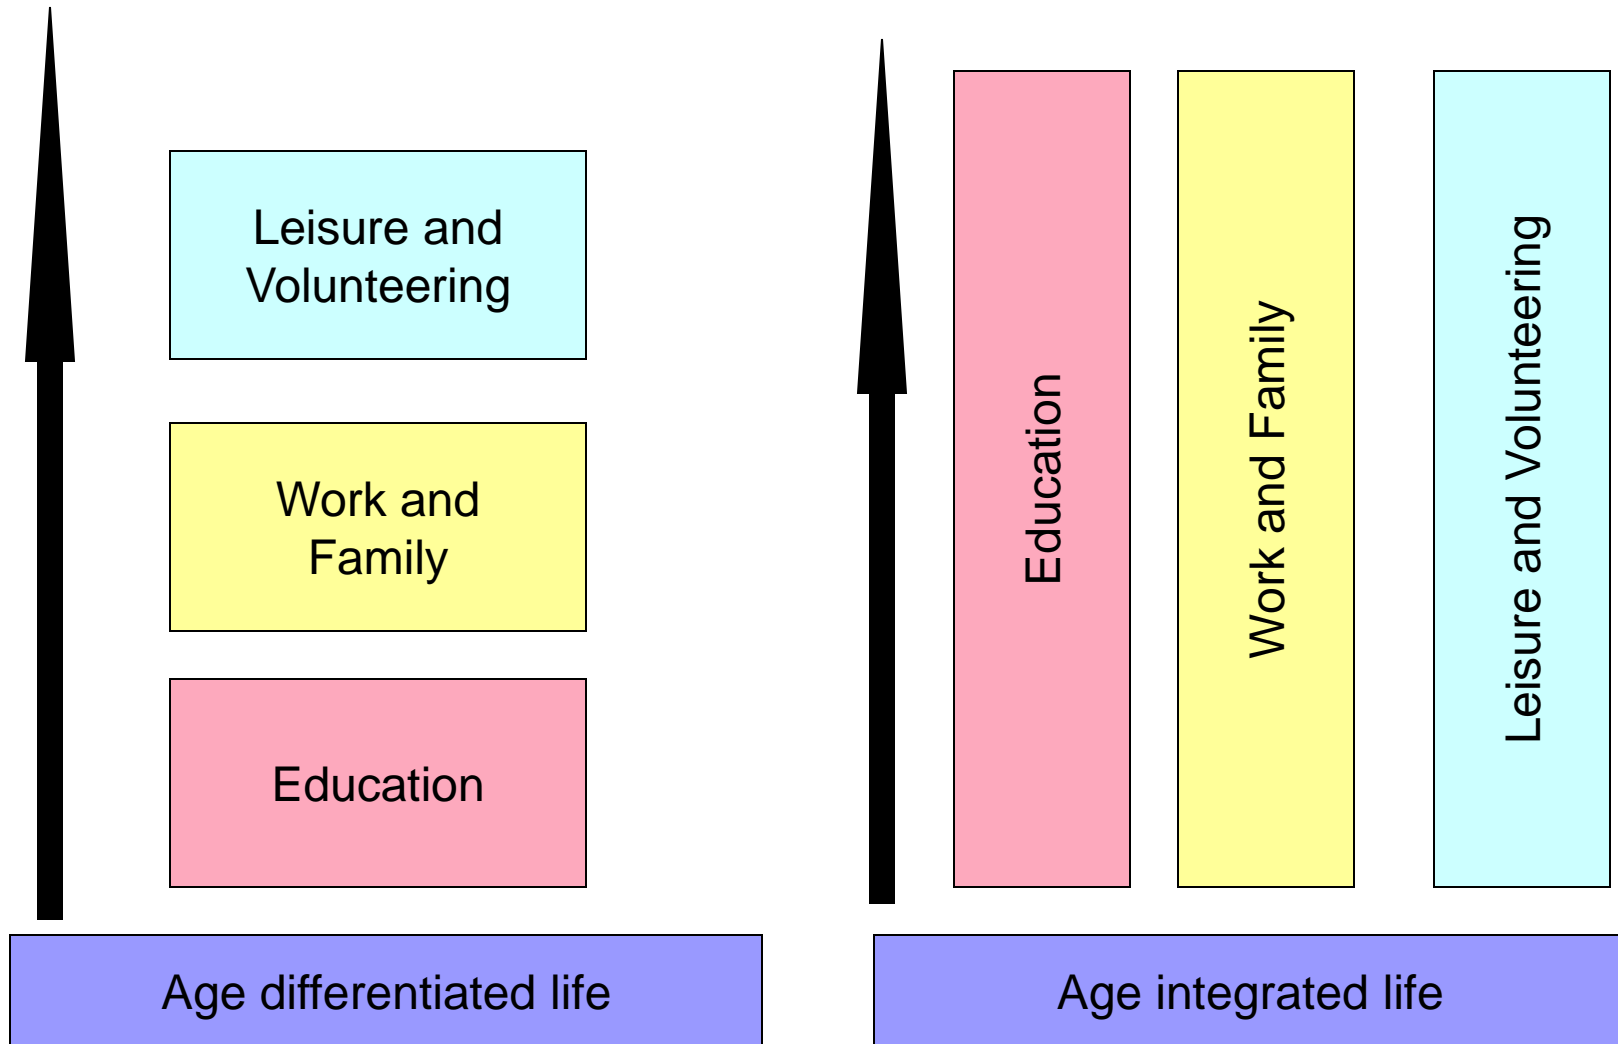 Leisure and
Volunteering
Work and
Family
Education
Age differentiated life
Education
Work and Family
Leisure and Volunteering
Age integrated life